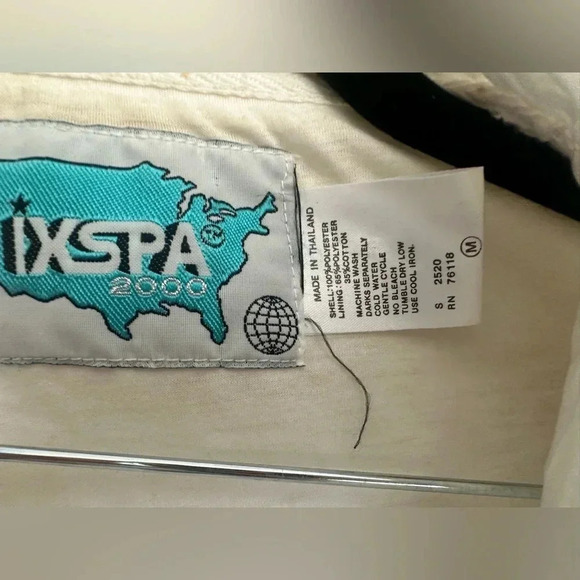 iXSPA
2000
MADE IN THAILAND
SHELL:100%POLYESTER
LINING:65%POLYESTER
35%COTTON
MACHINE WASH
DARKS SEPARATELY
COLD WATER
GENTLE CYCLE
NO BLEACH
TUMBLE DRY LOW
USE COOL IRON.
S 2520
RN 76118
M